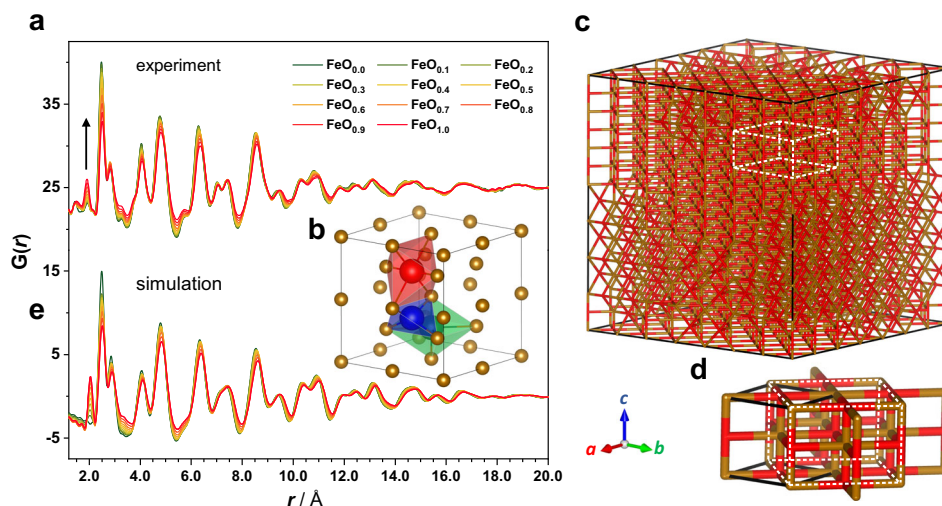 a
experiment
FeO0.0 FeO0.1 FeO0.2
FeO0.3 FeO0.4 FeO0.5
FeO0.6 FeO0.7 FeO0.8
FeO0.9 FeO1.0
35
25
15
5
-5
G(r)
b
e
simulation
0.0 2.0 4.0 6.0 8.0 10.0 12.0 14.0 16.0 18.0 20.0
r / Å
c
d
c
a b